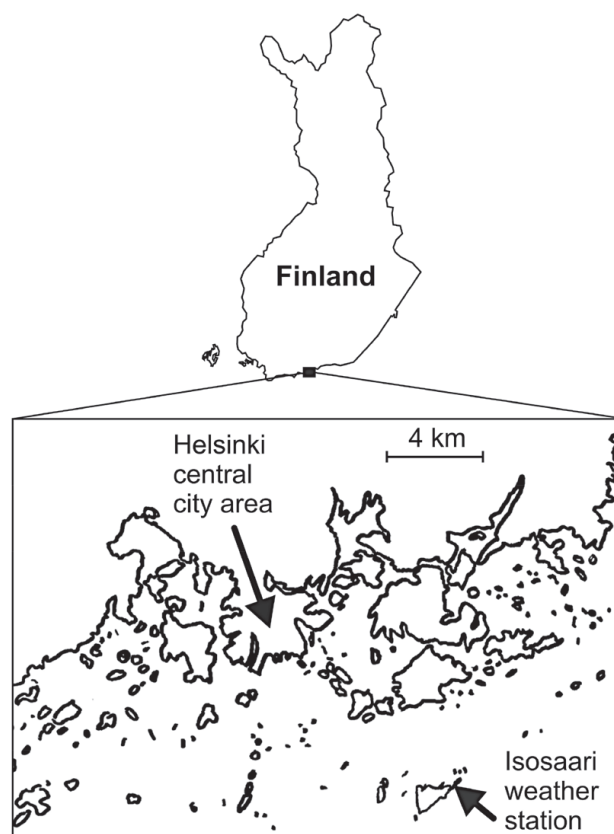 Finland
Helsinki
central
city area
4 km
Isosaari
weather
station